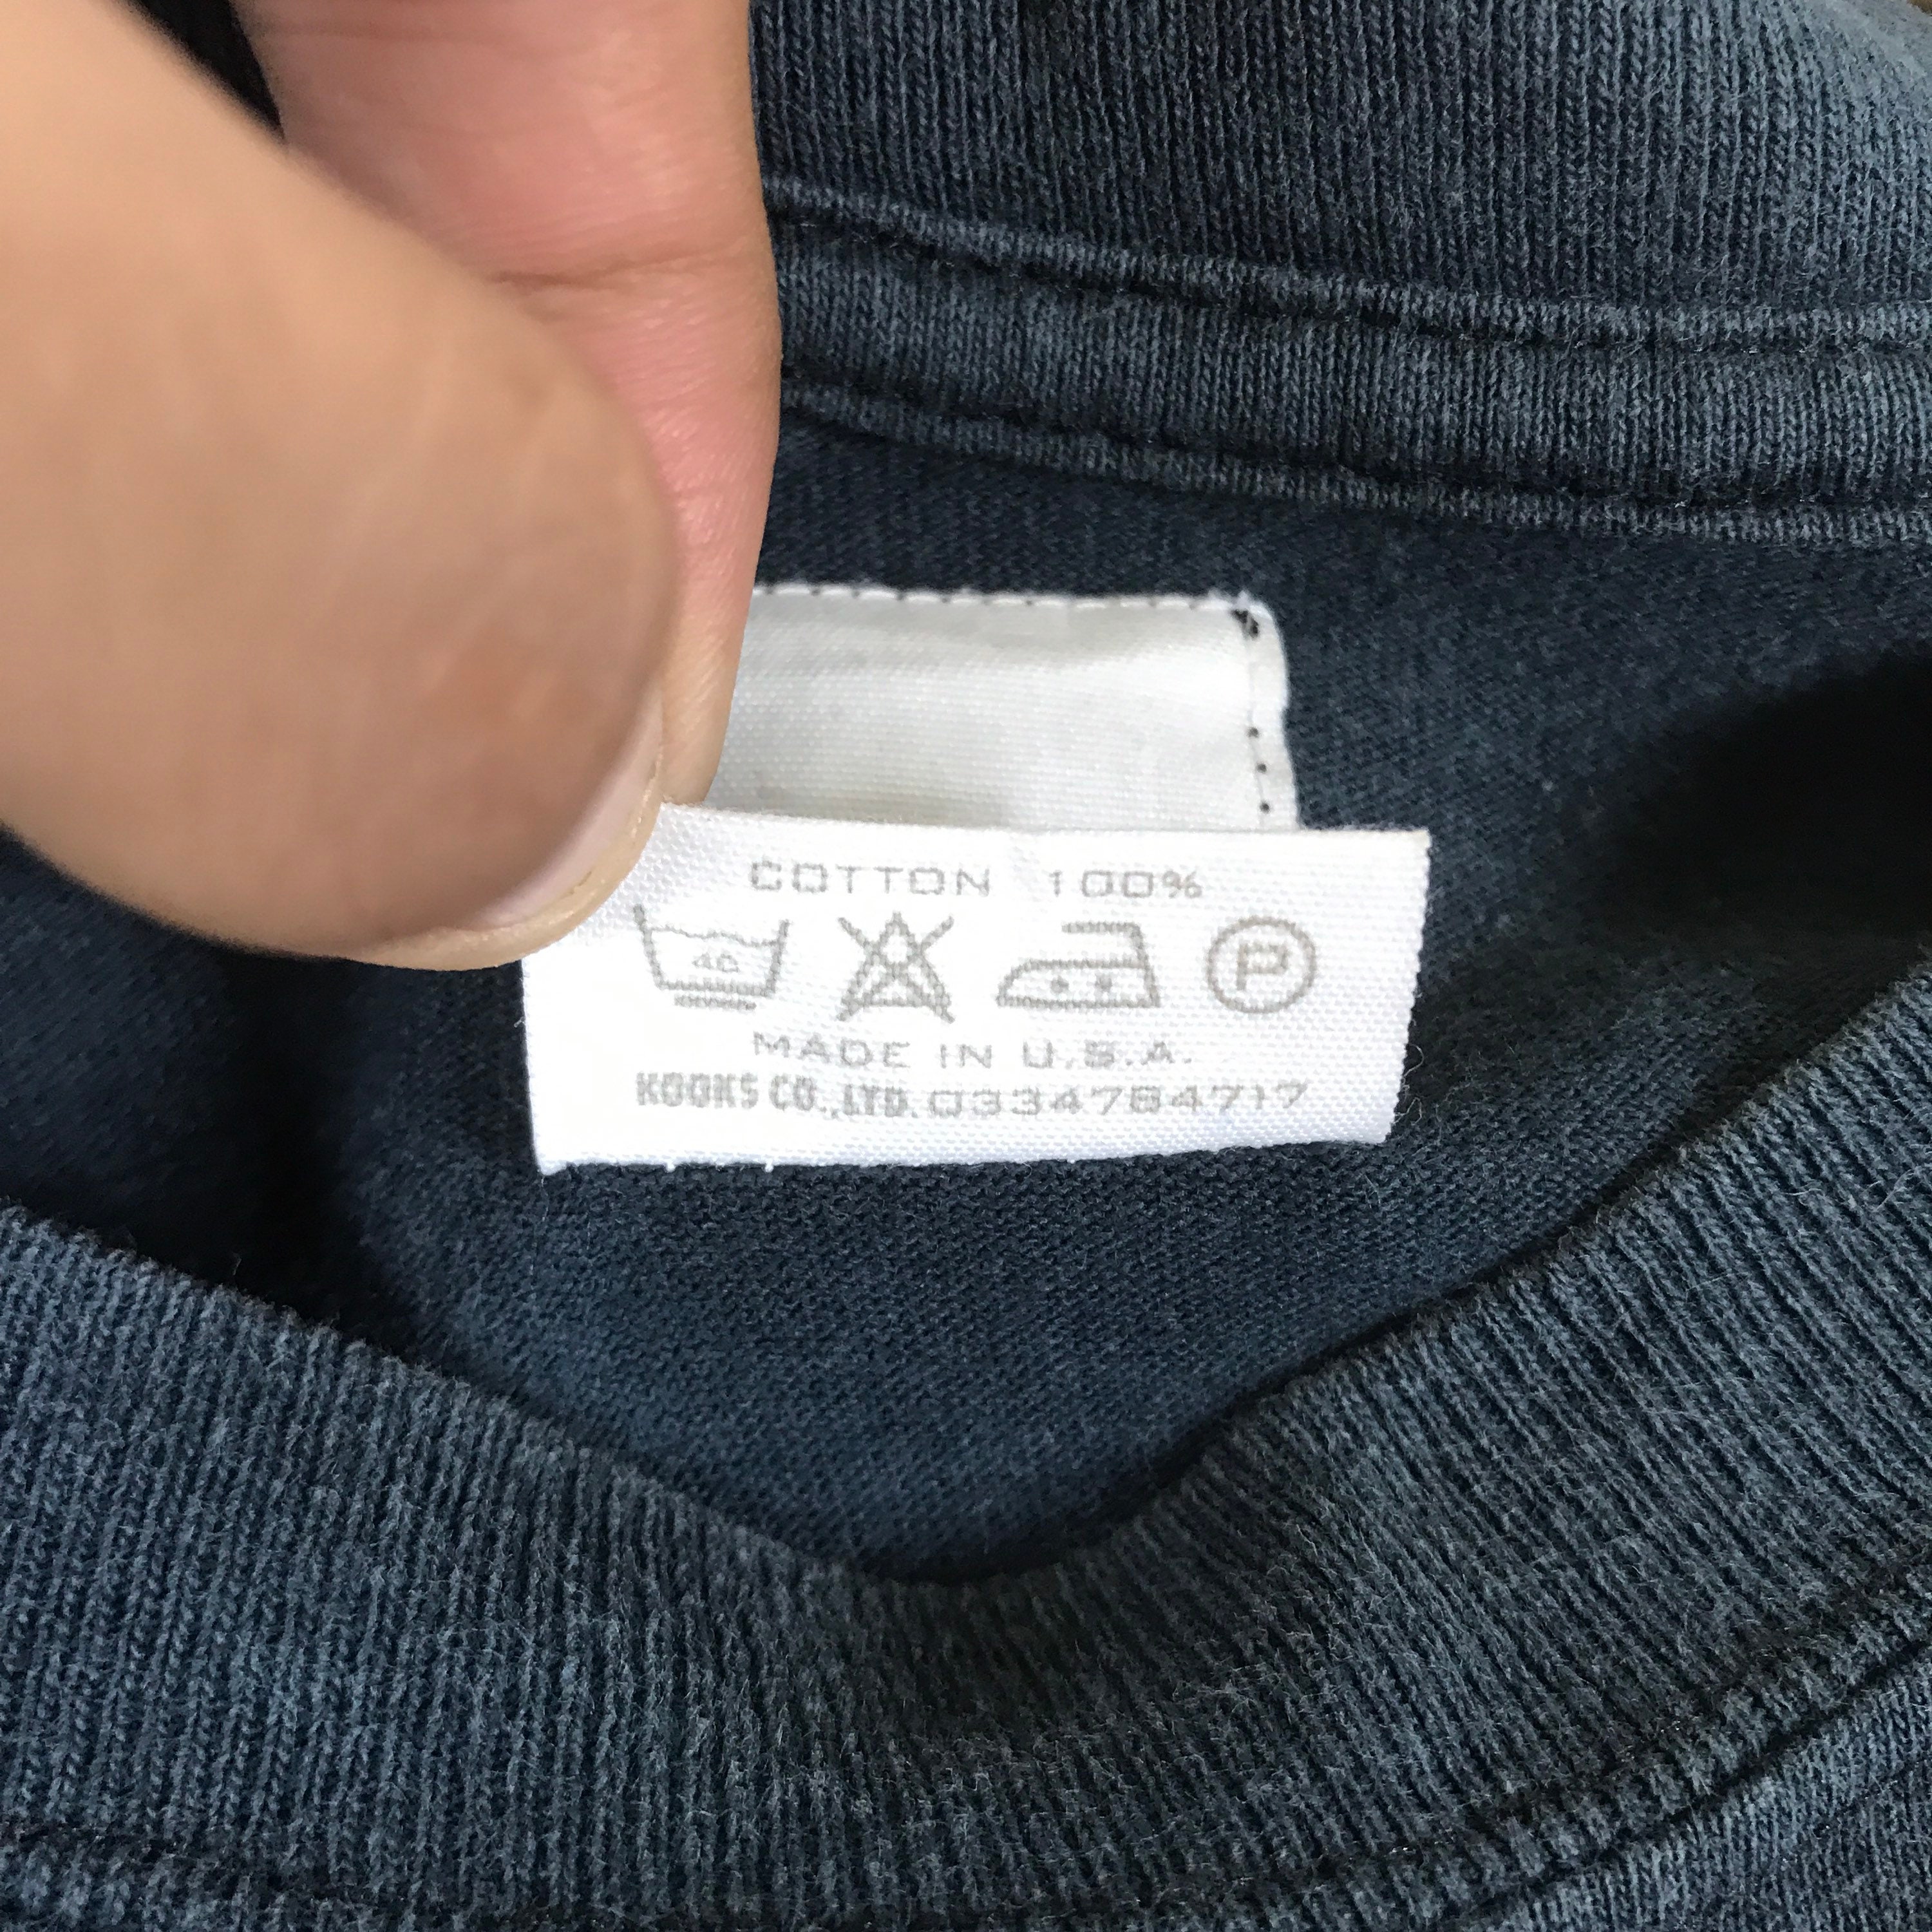 COTTON 100%
40 P
MADE IN U.S.A.
KOOKS CO.,LTD. 0334784717